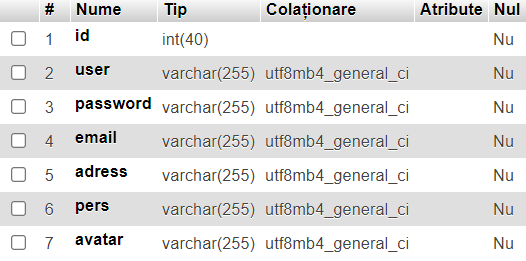 # Nume Tip Colaționare Atribute Nul
1 id int(40) Nu
2 user varchar(255) utf8mb4_general_ci Nu
3 password varchar(255) utf8mb4_general_ci Nu
4 email varchar(255) utf8mb4_general_ci Nu
5 adress varchar(255) utf8mb4_general_ci Nu
6 pers varchar(255) utf8mb4_general_ci Nu
7 avatar varchar(255) utf8mb4_general_ci Nu